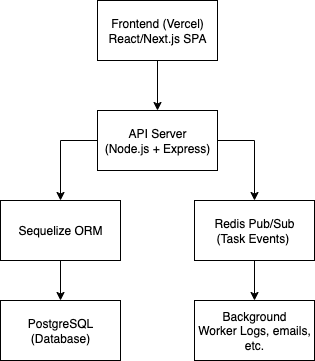 Frontend (Vercel)
React/Next.js SPA
API Server
(Node.js + Express)
Sequelize ORM
Redis Pub/Sub
(Task Events)
PostgreSQL
(Database)
Background
Worker Logs, emails,
etc.